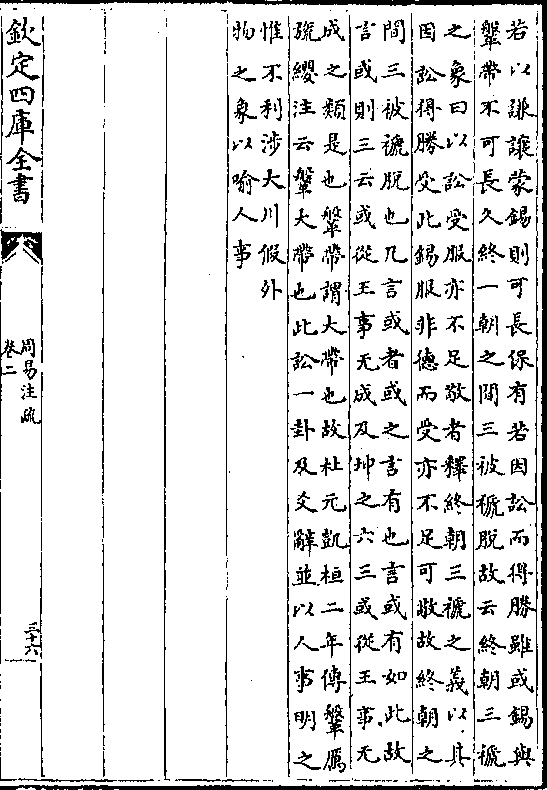 若以謙讓蒙錫則可長保有若因訟而得勝雖或錫與
鞶帶不可長久終一朝之間三被褫脫故云終朝三褫
之象曰以訟受服亦不足敬者釋終朝三褫之義以其
因訟得勝受此錫服非德而受亦不足可敬故終朝之
間三被褫脫也凡言或者或之言有也言或有如此故
言或則三云或從王事无成及坤之六三或從王事无
成之類是也鞶帶謂大帶也故杜元凱桓二年傳鞶厲
旒纓注云鞶大帶也此訟一卦及爻辭並以人事明之
惟不利涉大川假外
物之象以喻人事
欽定四庫全書
周易注疏
卷二
三十六